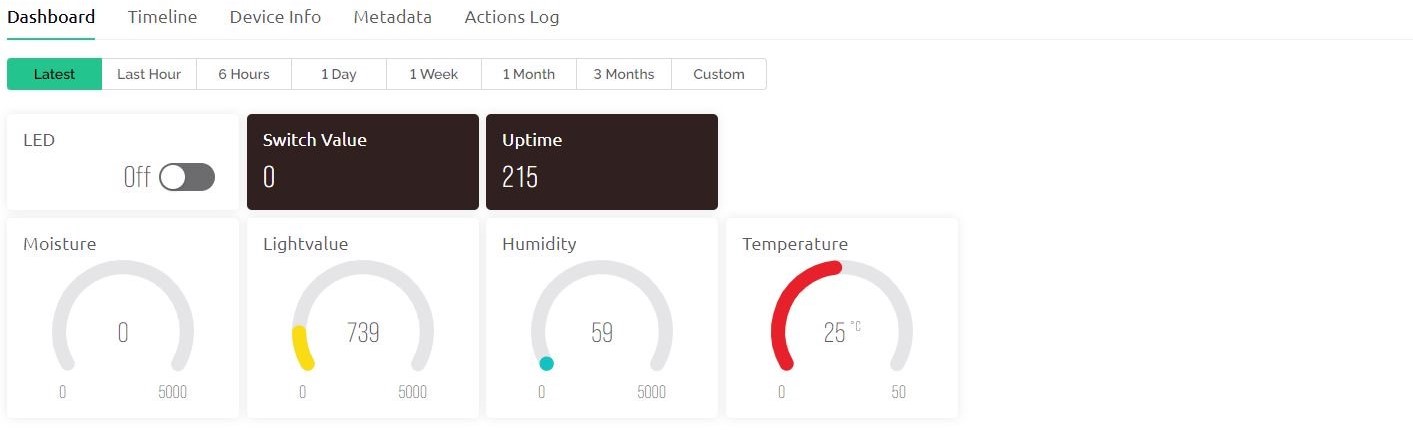 Dashboard Timeline Device Info Metadata Actions Log
Latest Last Hour 6 Hours 1 Day 1 Week 1 Month 3 Months Custom
LED Switch Value Uptime
Off 0 215
Moisture Lightvalue Humidity Temperature
0 739 59 25 °C
0 5000 0 5000 0 5000 0 50